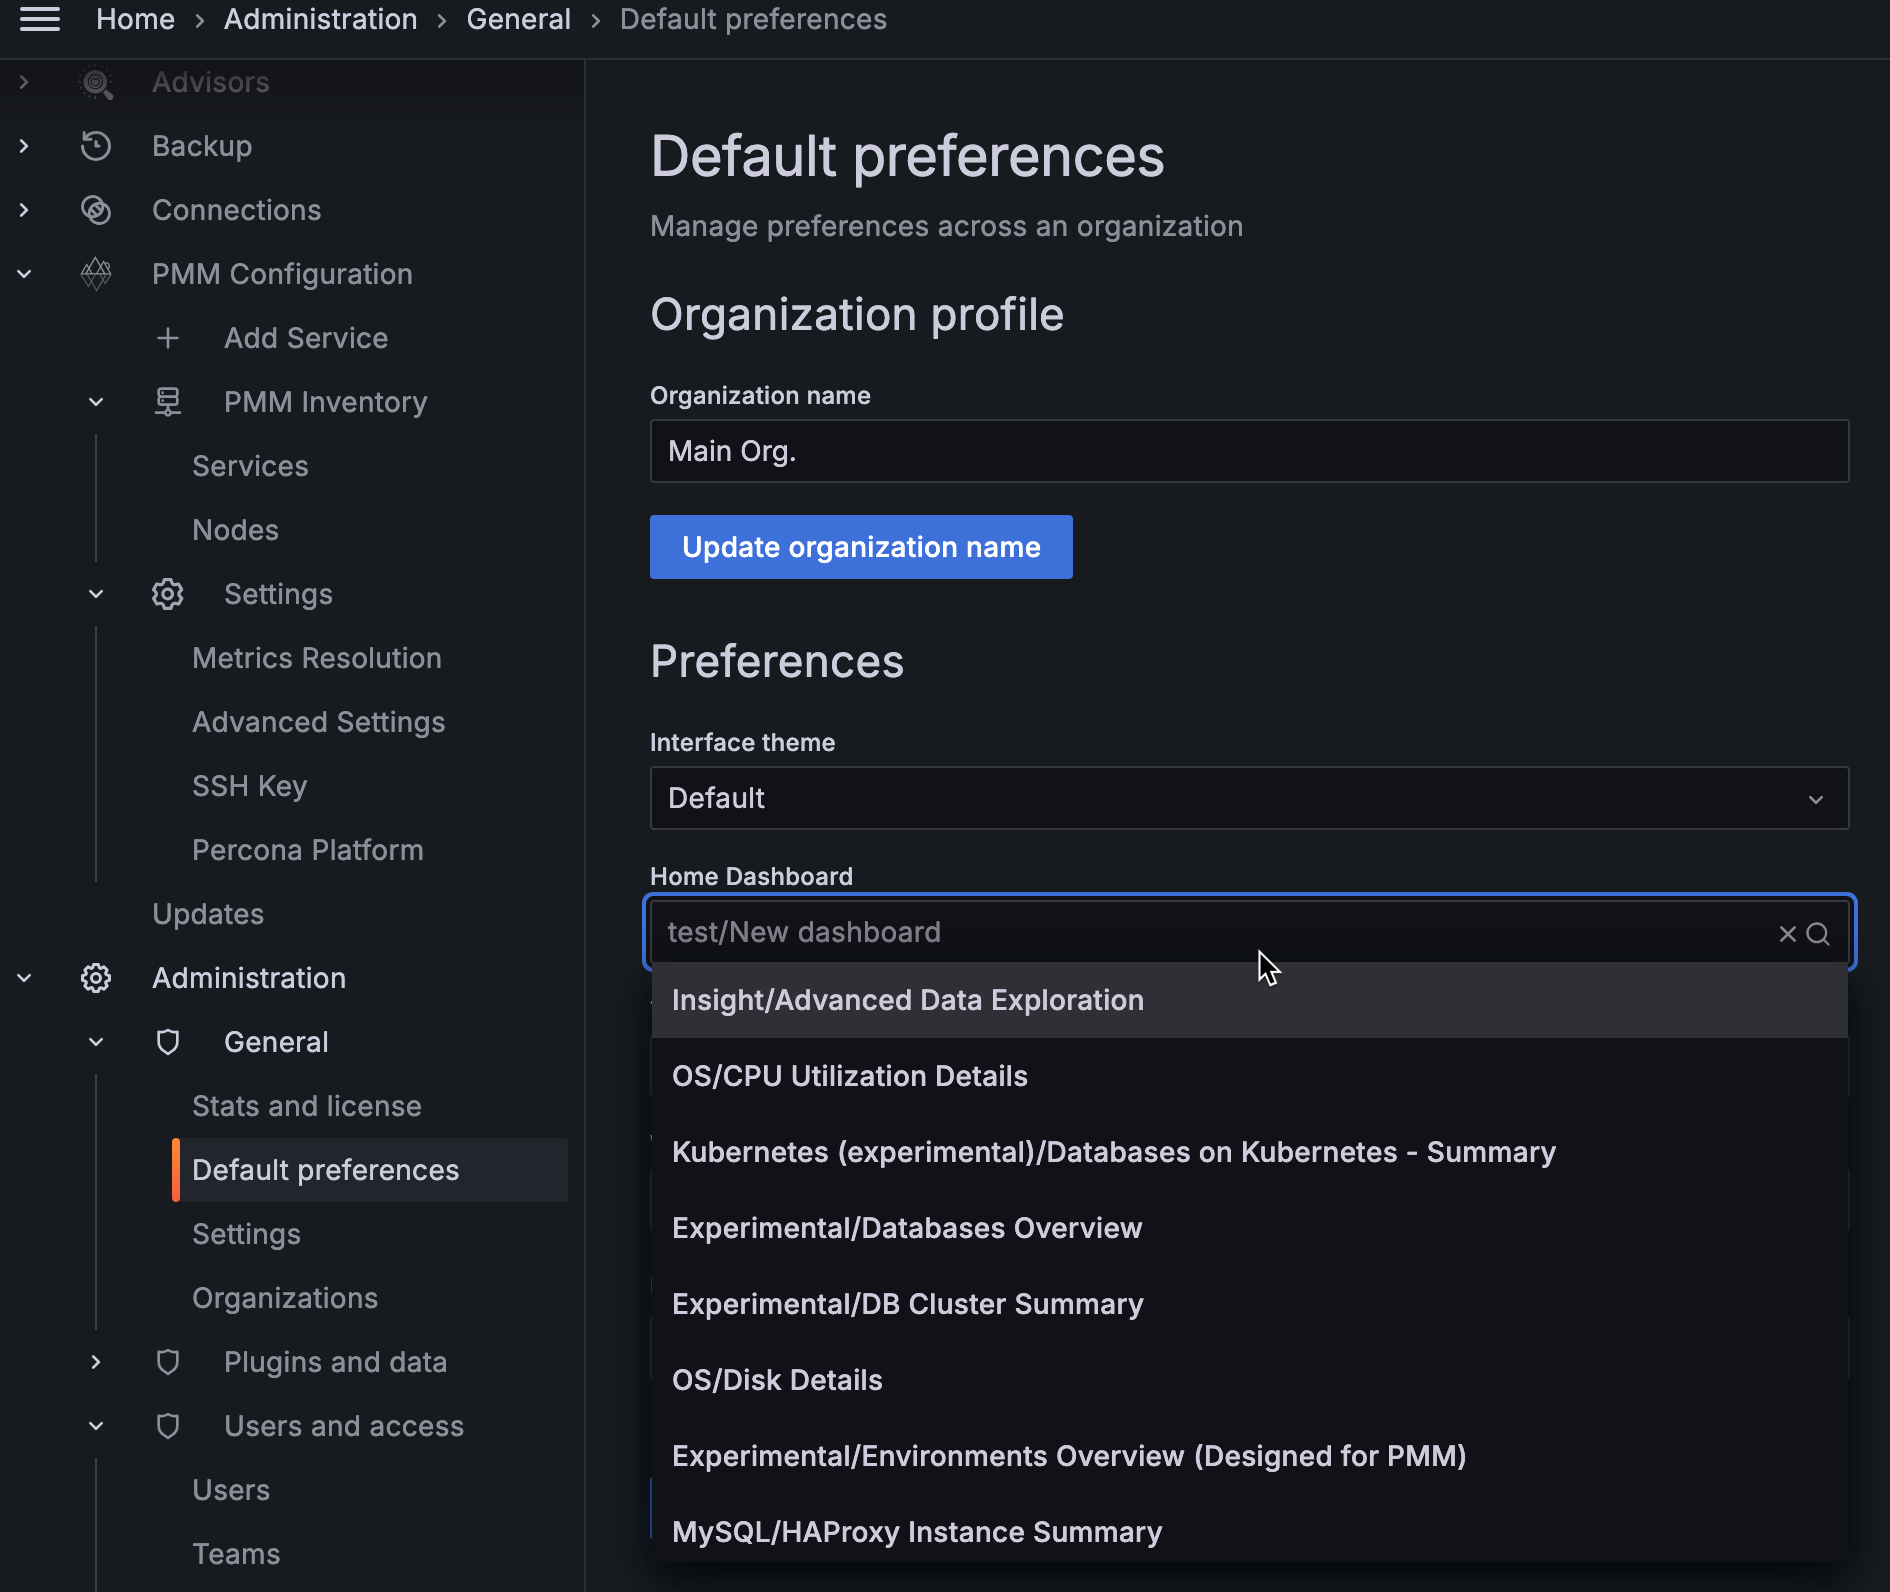 Home › Administration › General › Default preferences
Advisors
Backup
Connections
PMM Configuration
Add Service
PMM Inventory
Services
Nodes
Settings
Metrics Resolution
Advanced Settings
SSH Key
Percona Platform
Updates
Administration
General
Stats and license
Default preferences
Settings
Organizations
Plugins and data
Users and access
Users
Teams
Default preferences
Manage preferences across an organization
Organization profile
Organization name
Main Org.
Update organization name
Preferences
Interface theme
Default
Home Dashboard
test/New dashboard
Insight/Advanced Data Exploration
OS/CPU Utilization Details
Kubernetes (experimental)/Databases on Kubernetes - Summary
Experimental/Databases Overview
Experimental/DB Cluster Summary
OS/Disk Details
Experimental/Environments Overview (Designed for PMM)
MySQL/HAProxy Instance Summary